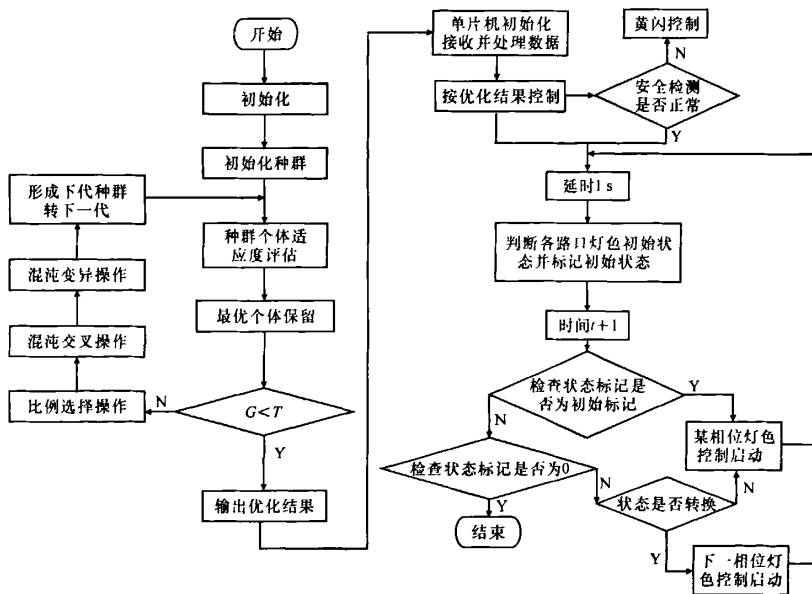 开始
初始化
初始化种群
形成下代种群
转下一代
种群个体适
应度评估
混沌变异操作
最优个体保留
混沌交叉操作
比例选择操作
N
G<T
Y
输出优化结果
单片机初始化
接收并处理数据
黄闪控制
N
按优化结果控制
安全检测
是否正常
Y
延时1 s
判断各路口灯色初始状
态并标记初始状态
时间t+1
检查状态标记是
否为初始标记
Y
N
某相位灯色
控制启动
检查状态标记是否为0
N
Y
结束
状态是否转换
N
Y
下一相位灯
色控制启动